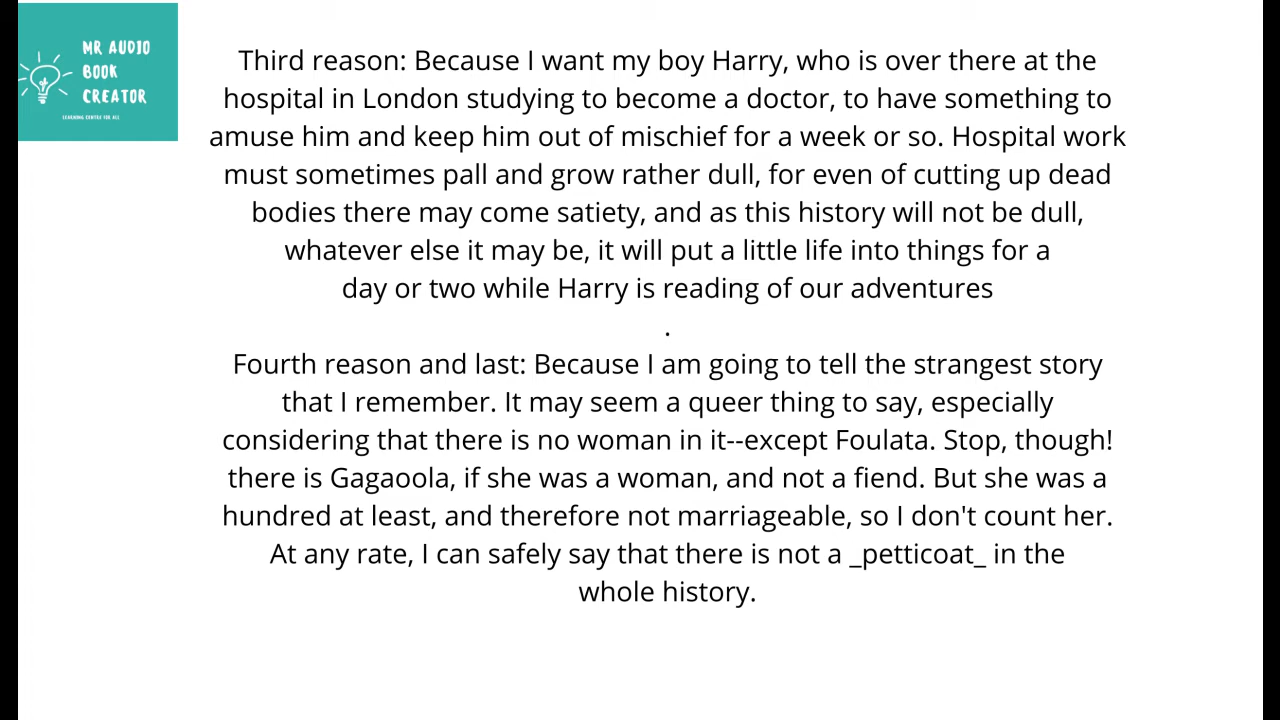 MR AUDIO
BOOK
CREATOR
LEARNING CENTRE FOR ALL
Third reason: Because I want my boy Harry, who is over there at the
hospital in London studying to become a doctor, to have something to
amuse him and keep him out of mischief for a week or so. Hospital work
must sometimes pall and grow rather dull, for even of cutting up dead
bodies there may come satiety, and as this history will not be dull,
whatever else it may be, it will put a little life into things for a
day or two while Harry is reading of our adventures
.
Fourth reason and last: Because I am going to tell the strangest story
that I remember. It may seem a queer thing to say, especially
considering that there is no woman in it--except Foulata. Stop, though!
there is Gagaoola, if she was a woman, and not a fiend. But she was a
hundred at least, and therefore not marriageable, so I don't count her.
At any rate, I can safely say that there is not a _petticoat_ in the
whole history.